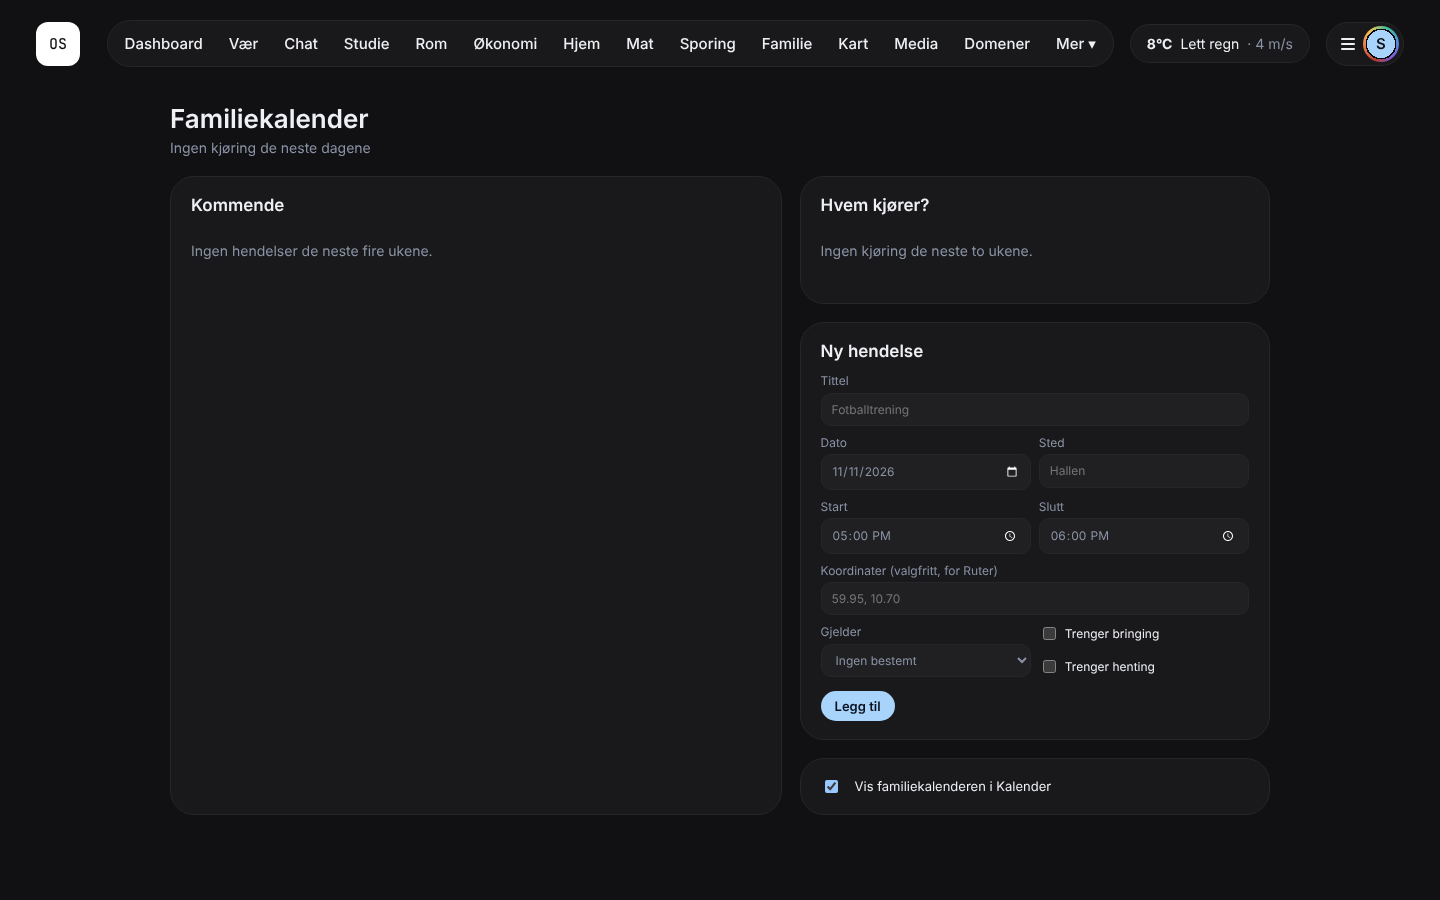 OS
Dashboard Vær Chat Studie Rom Økonomi Hjem Mat Sporing Familie Kart Media Domener Mer ▾
8°C Lett regn · 4 m/s
S
Familiekalender
Ingen kjøring de neste dagene
Kommende
Ingen hendelser de neste fire ukene.
Hvem kjører?
Ingen kjøring de neste to ukene.
Ny hendelse
Tittel
Fotballtrening
Dato Sted
11/11/2026 Hallen
Start Slutt
05:00 PM 06:00 PM
Koordinater (valgfritt, for Ruter)
59.95, 10.70
Gjelder
Trenger bringing
Ingen bestemt
Trenger henting
Legg til
Vis familiekalenderen i Kalender